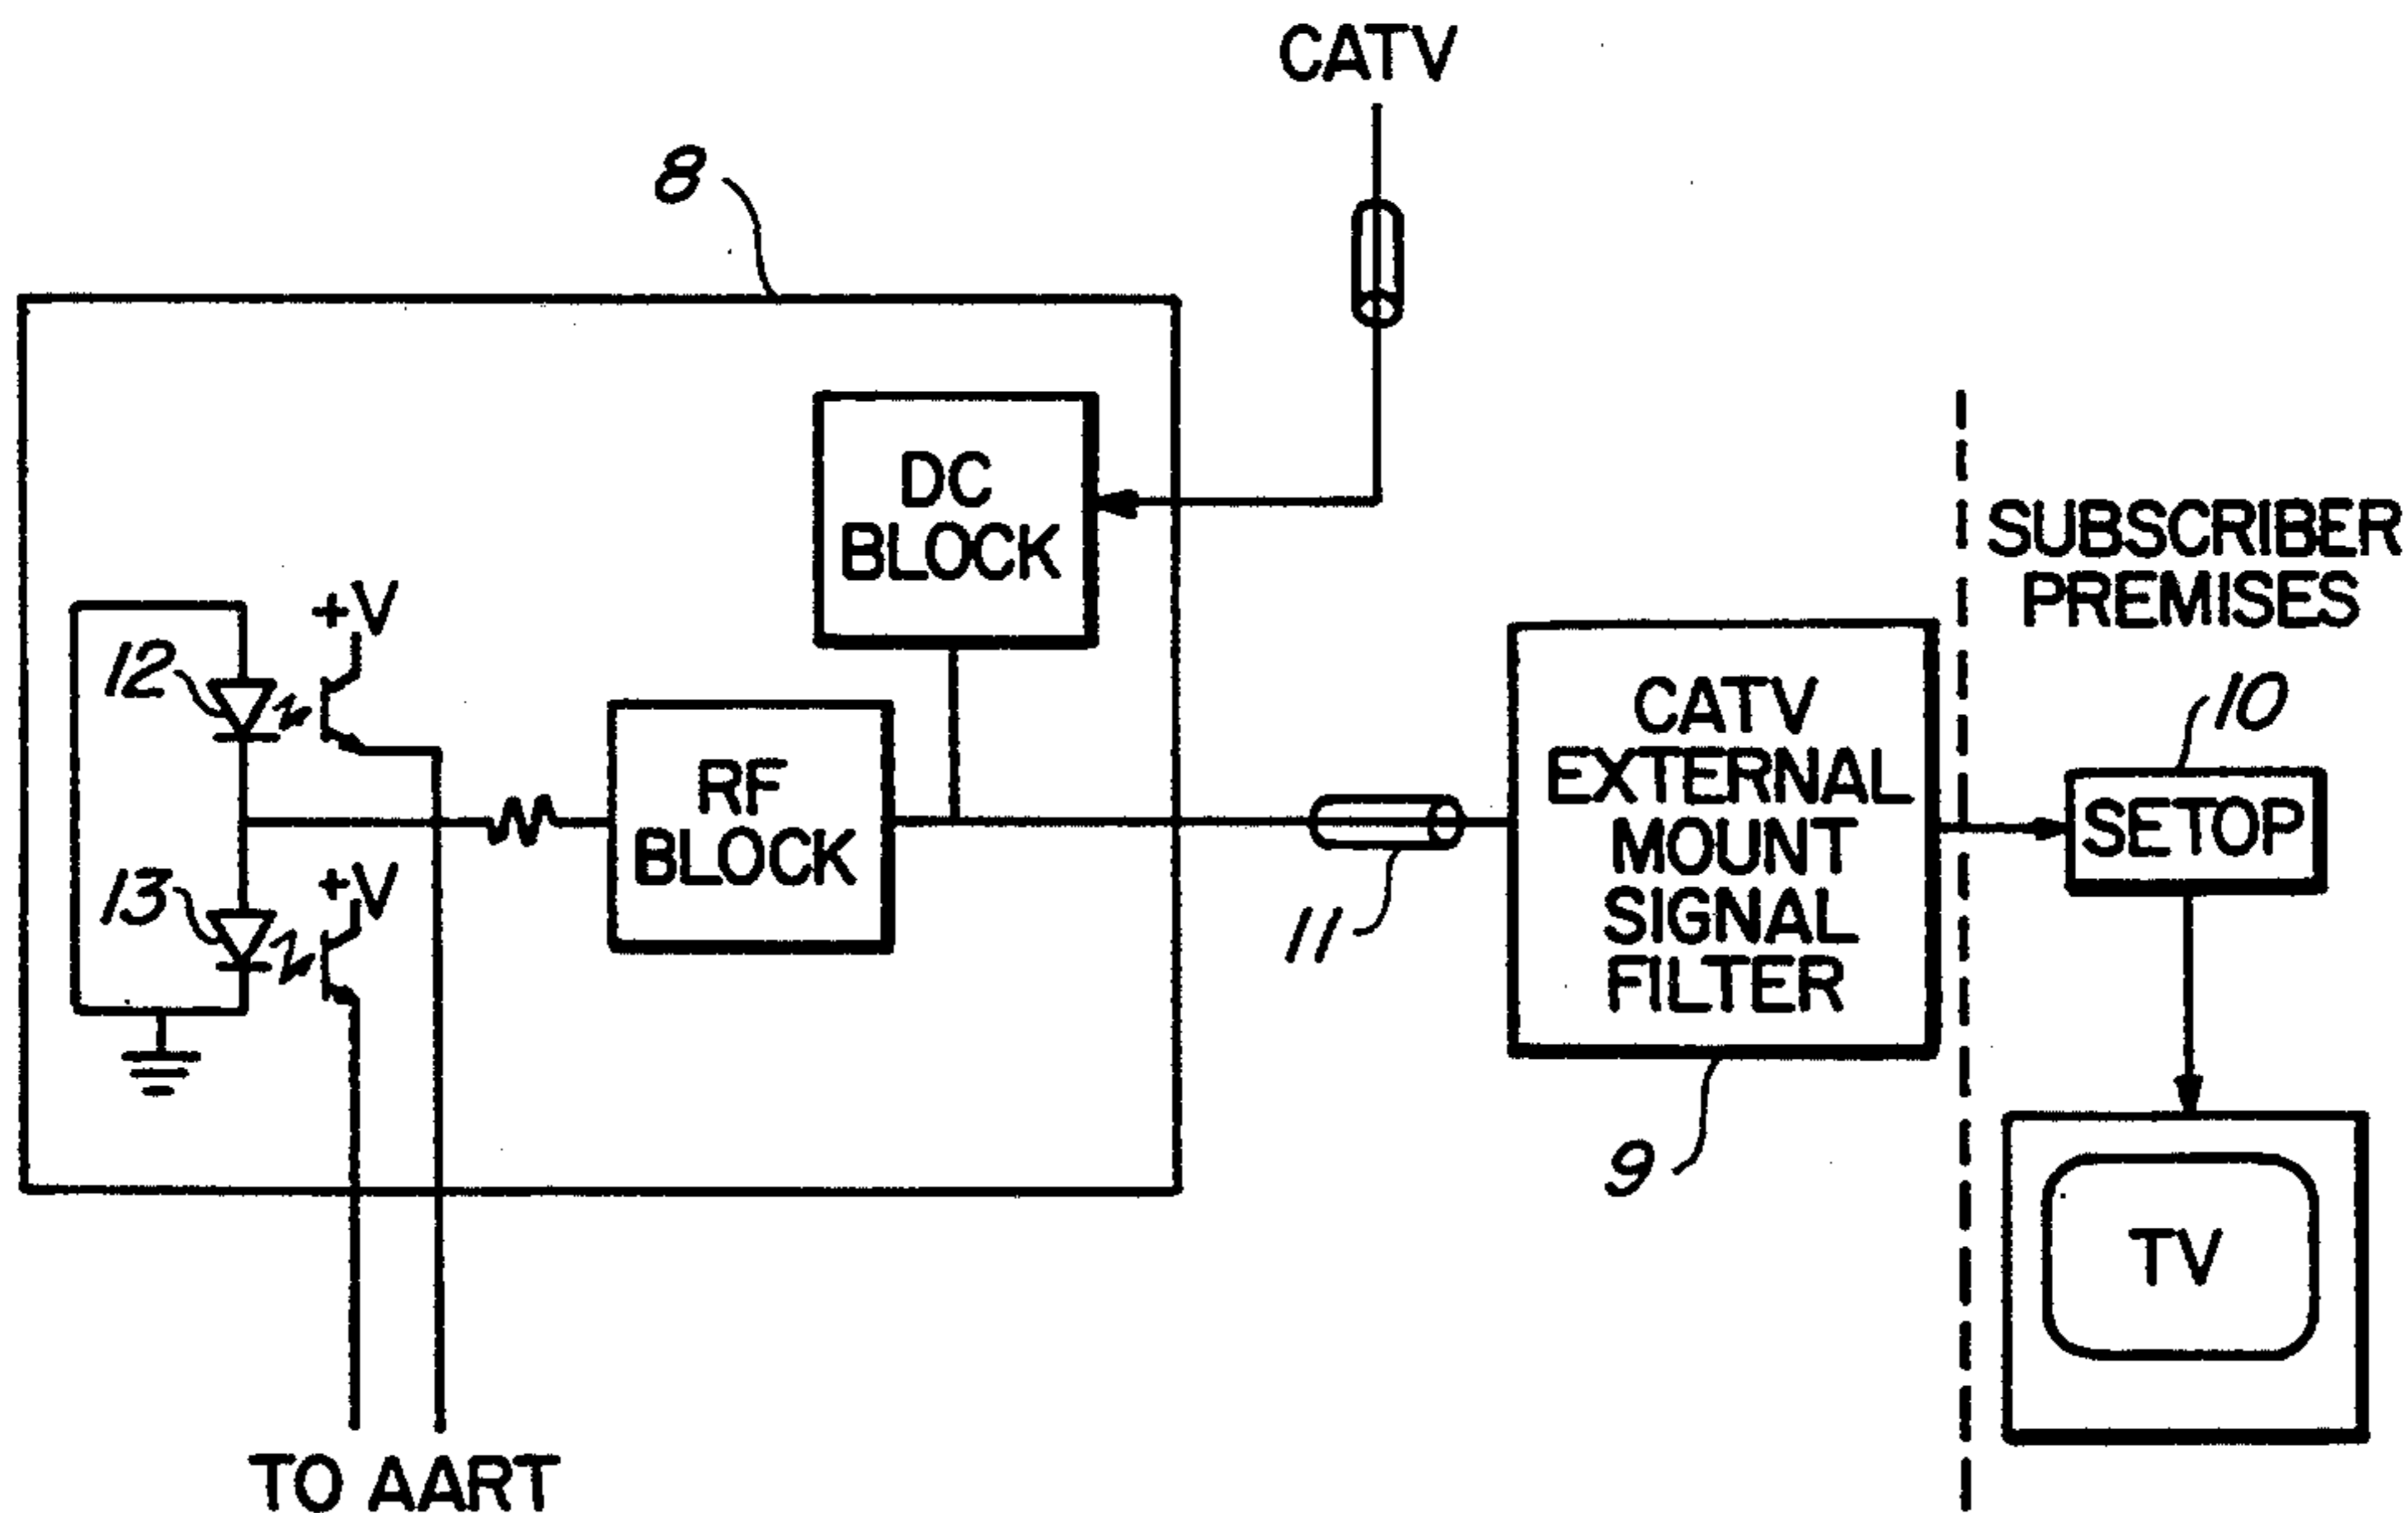 CATV
8
DC
BLOCK
SUBSCRIBER
PREMISES
+V
12
10
CATV
EXTERNAL
MOUNT
SIGNAL
FILTER
RF
BLOCK
SETOP
+V
13
11
9
TV
TO AART